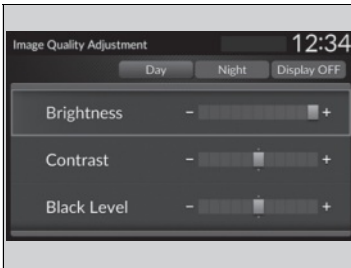 Image Quality Adjustment 12:34
Day Night Display OFF
Brightness - +
Contrast - +
Black Level - +